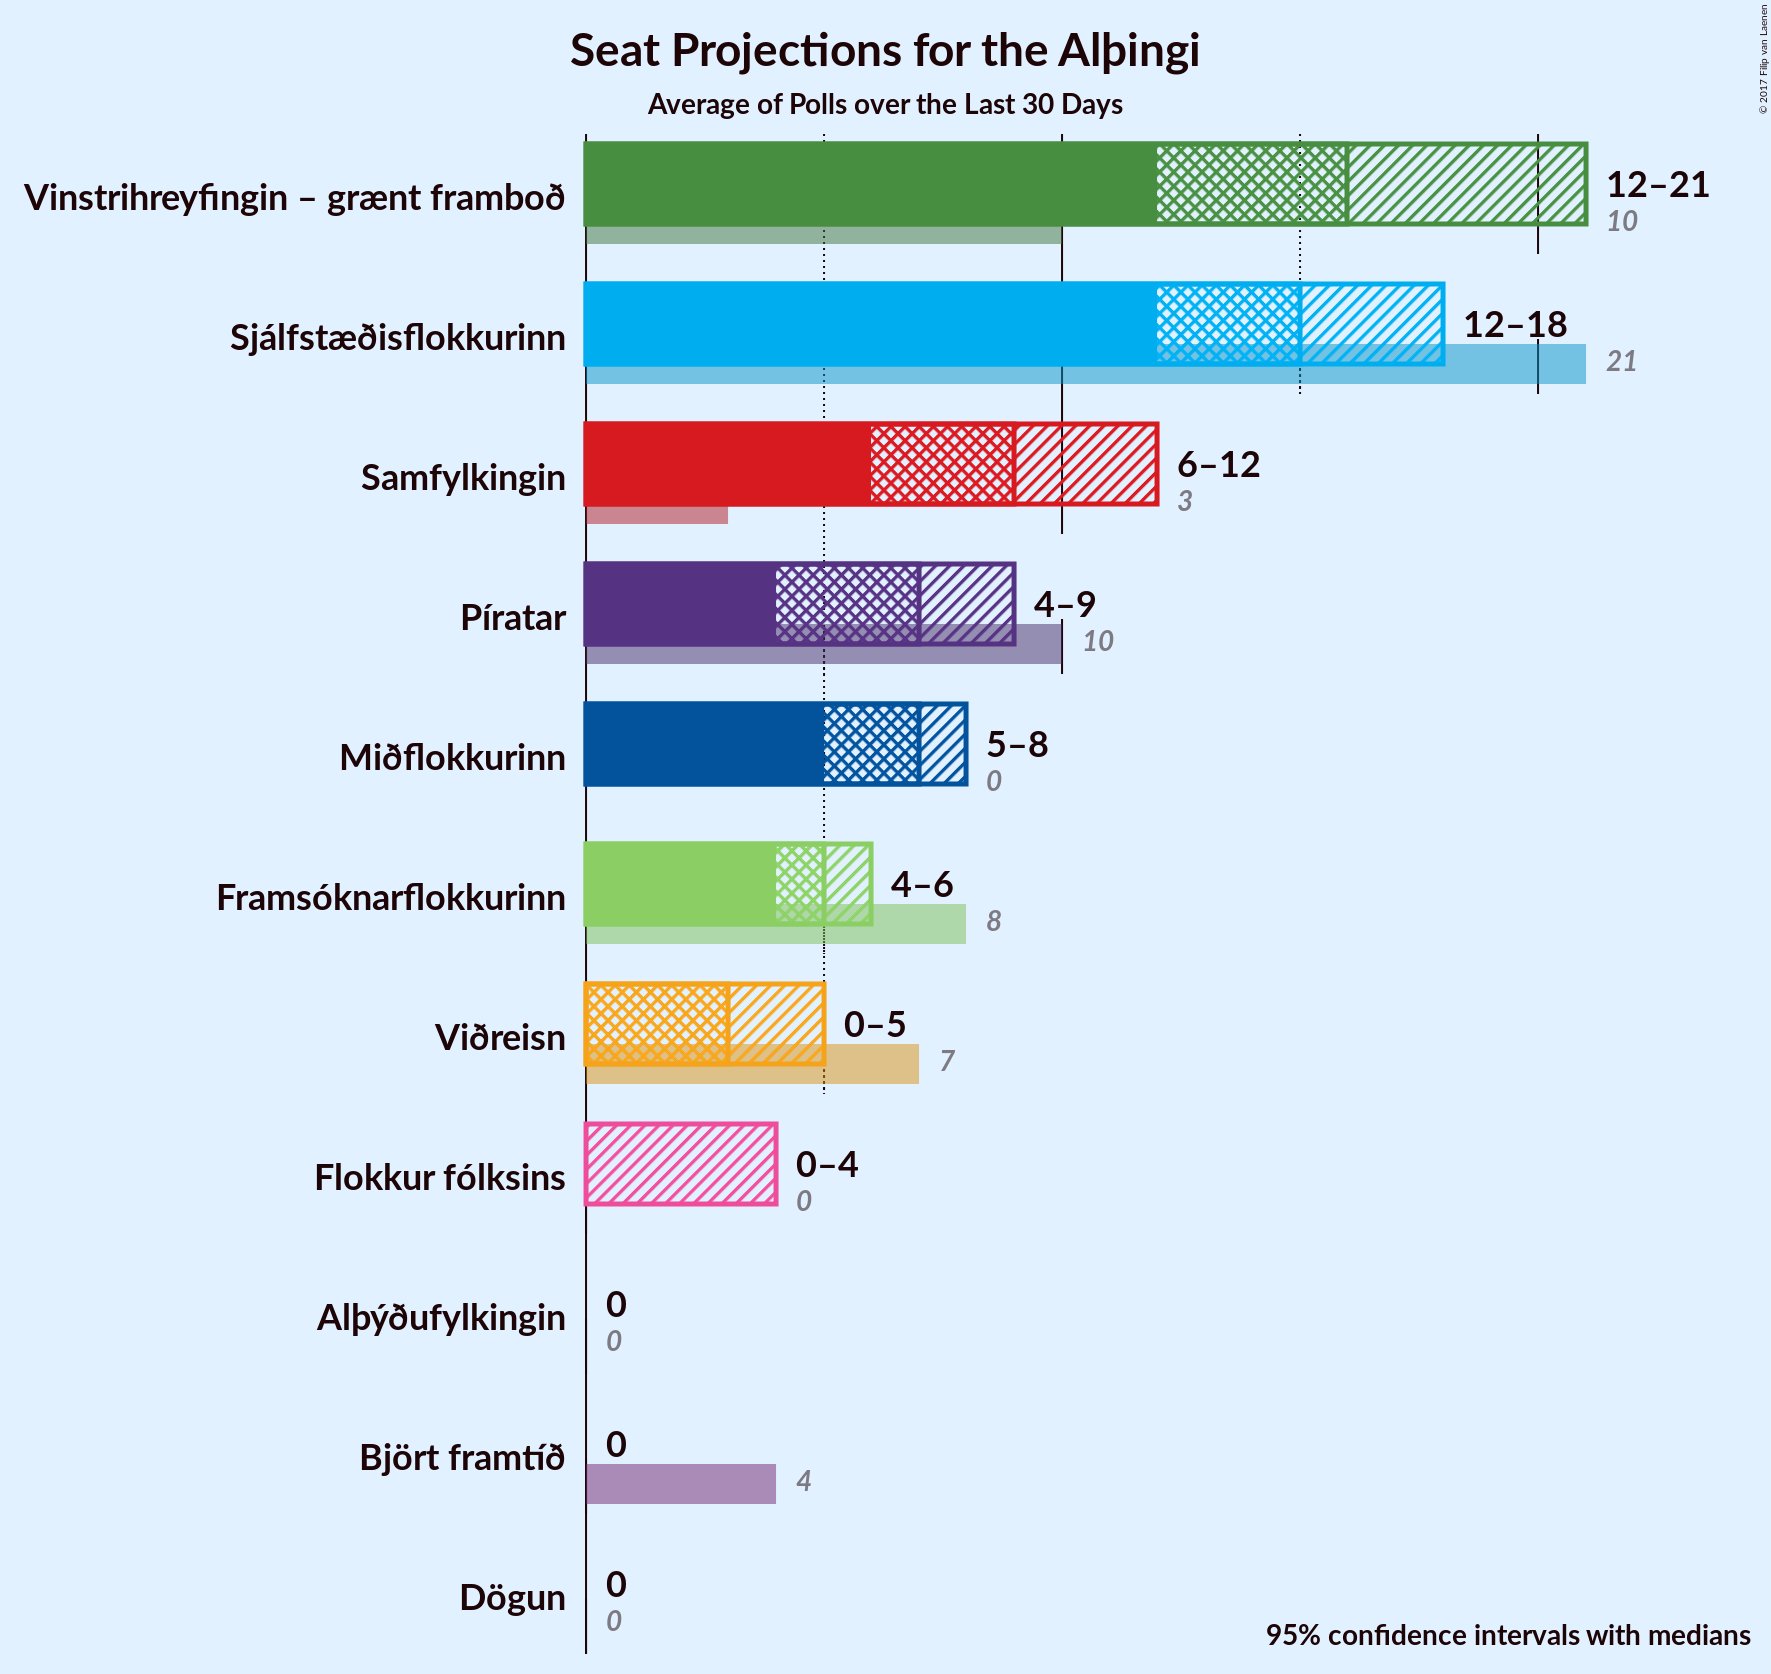 Seat Projections for the Alþingi
Average of Polls over the Last 30 Days
© 2017 Filip van Laenen
Vinstrihreyfingin – grænt framboð
12–21
10
Sjálfstæðisflokkurinn
12–18
21
Samfylkingin
6–12
3
Píratar
4–9
10
Miðflokkurinn
5–8
0
Framsóknarflokkurinn
4–6
8
Viðreisn
0–5
7
Flokkur fólksins
0–4
0
Alþýðufylkingin
0
0
Björt framtíð
0
4
Dögun
0
0
95% confidence intervals with medians